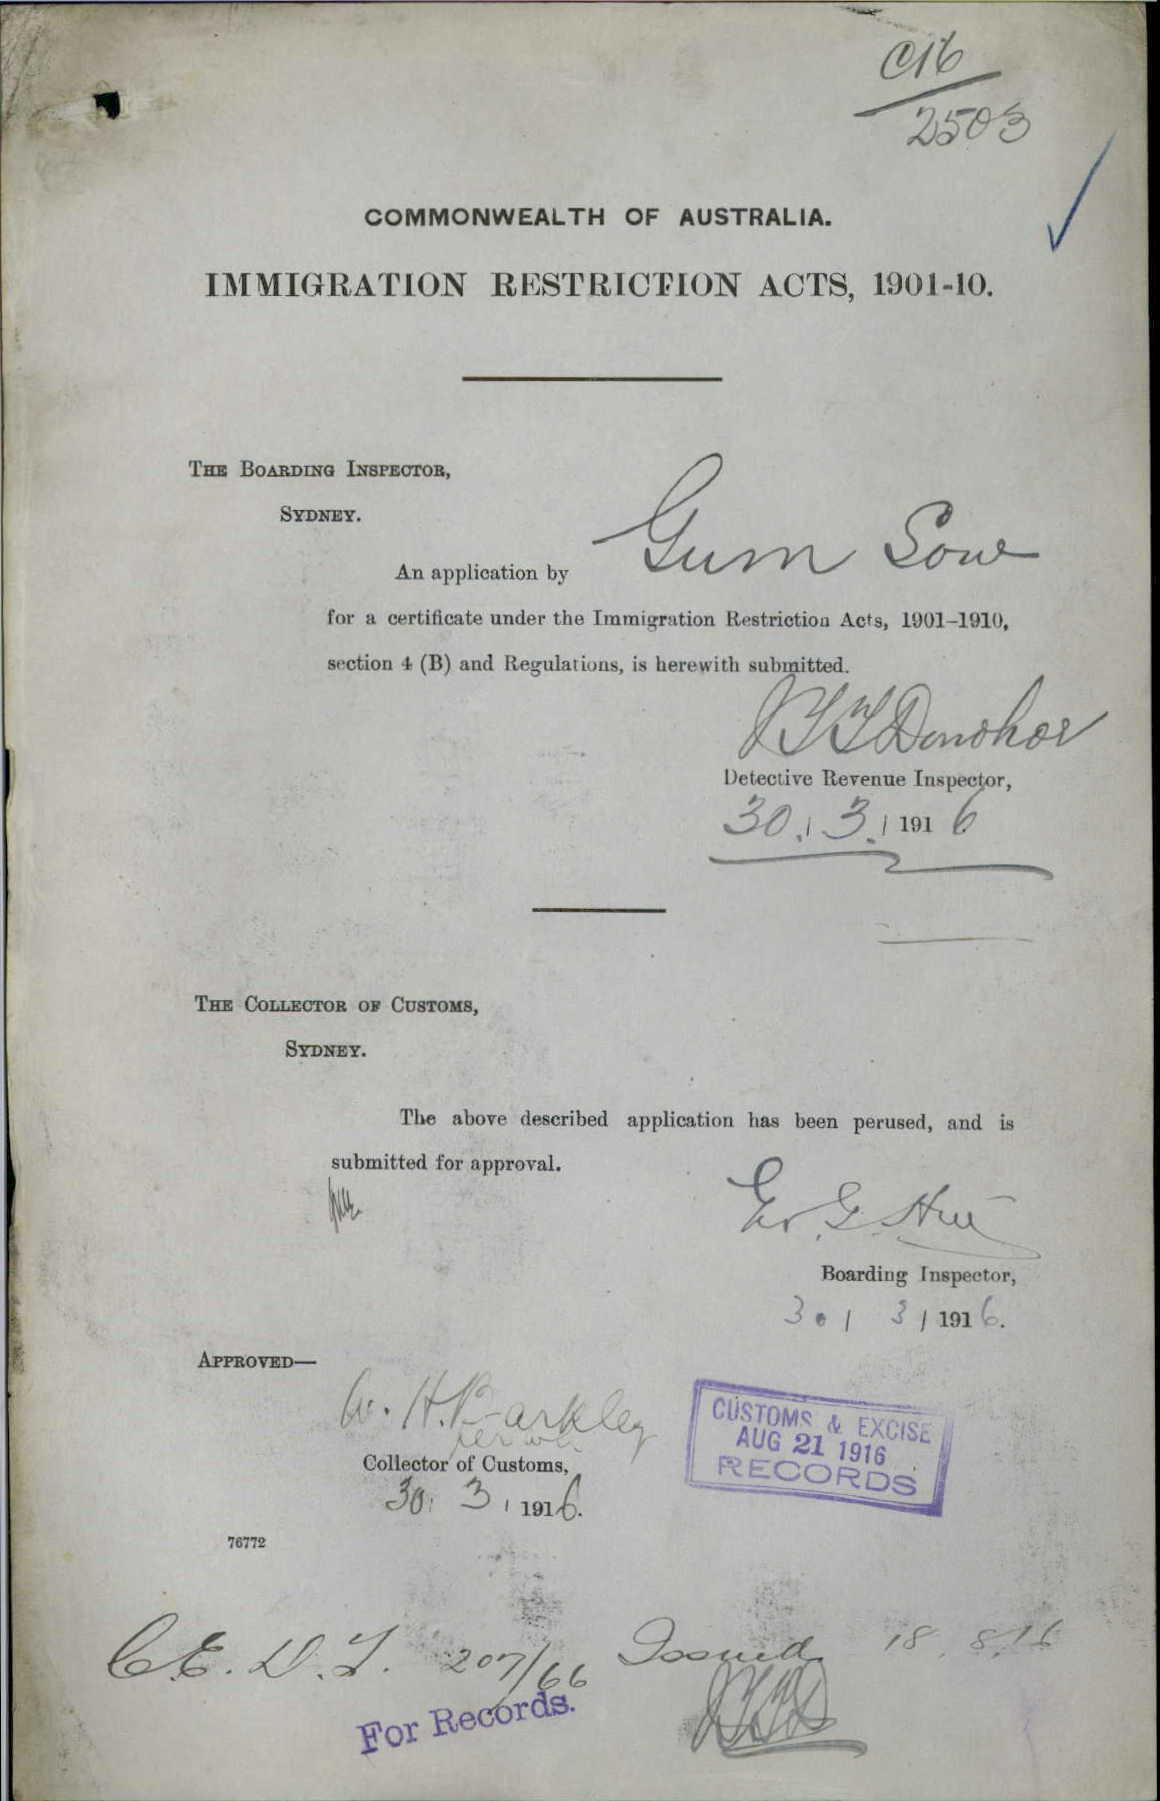 C16
2503
COMMONWEALTH OF AUSTRALIA.
IMMIGRATION RESTRICTION ACTS, 1901-10.
THE BOARDING INSPECTOR,
SYDNEY.
An application by Gum Sow
for a certificate under the Immigration Restriction Acts, 1901–1910,
section 4 (B) and Regulations, is herewith submitted.
Donohoe
Detective Revenue Inspector,
30 / 3 / 1916
THE COLLECTOR OF CUSTOMS,
SYDNEY.
The above described application has been perused, and is
submitted for approval.
Boarding Inspector,
30 / 3 / 1916.
APPROVED—
W. H. Barkley
Collector of Customs,
30 / 3 / 1916.
CUSTOMS & EXCISE
AUG 21 1916
RECORDS
76772
C.E.D.T. 207/66 Issued 18.8.16
For Records.